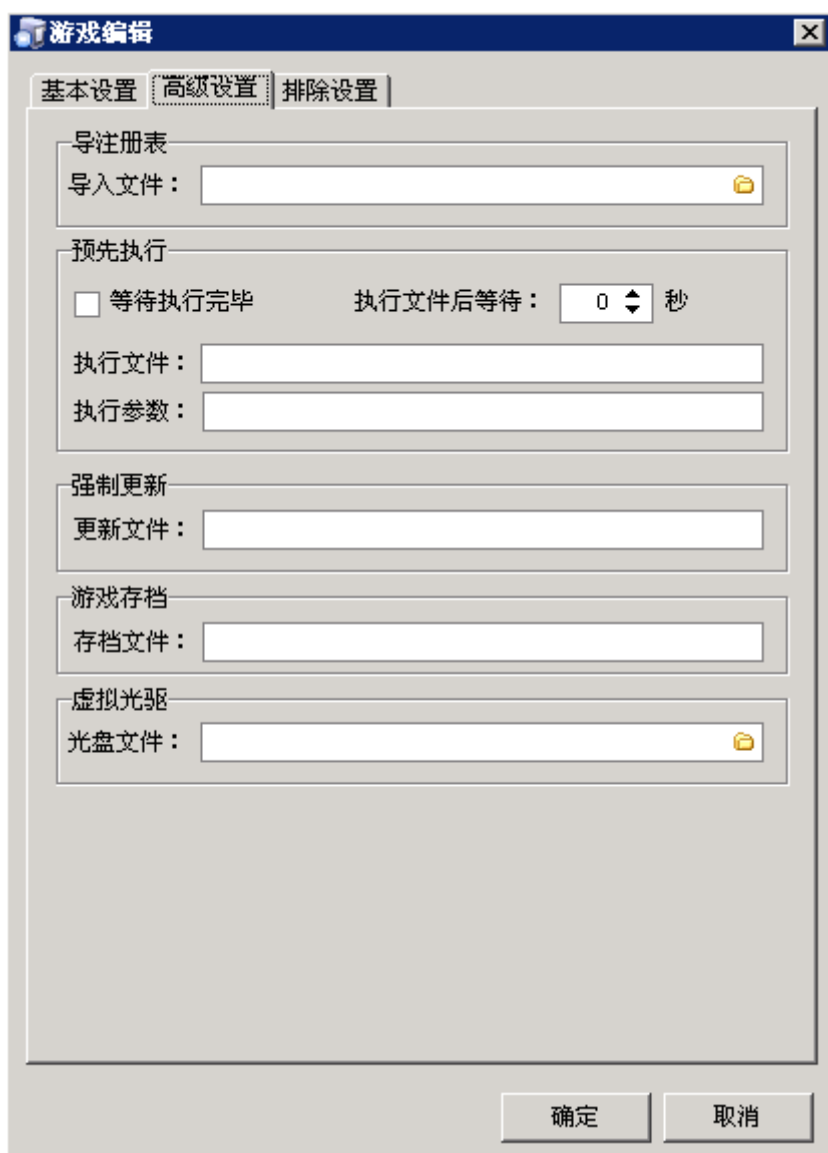 游戏编辑
基本设置 高级设置 排除设置
导注册表
导入文件：
预先执行
等待执行完毕 执行文件后等待： 0 秒
执行文件：
执行参数：
强制更新
更新文件：
游戏存档
存档文件：
虚拟光驱
光盘文件：
确定 取消